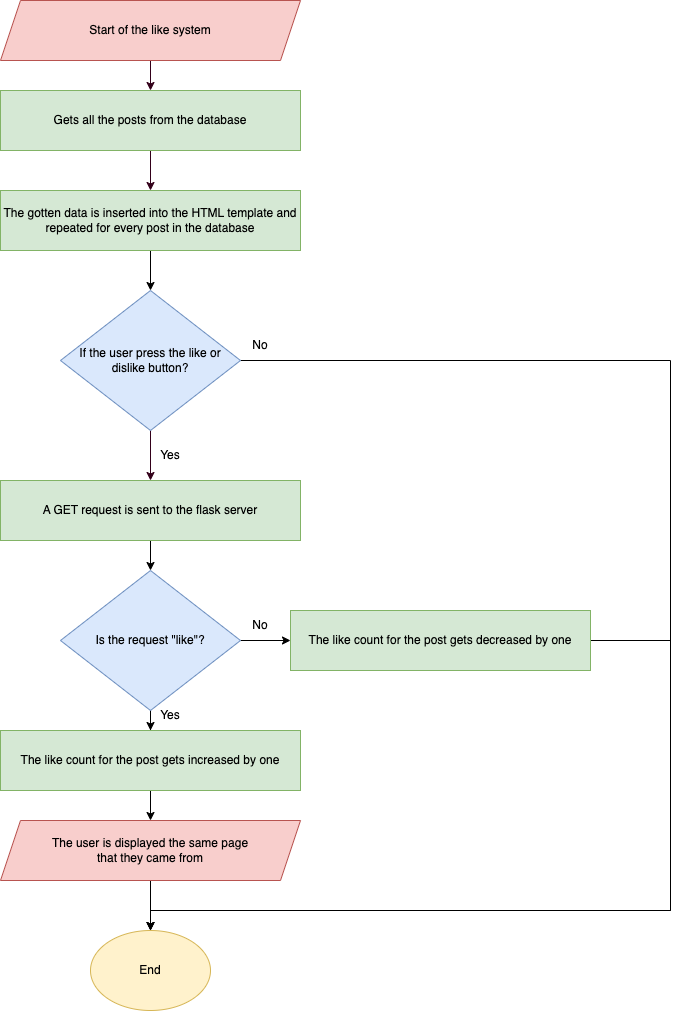 Start of the like system
Gets all the posts from the database
The gotten data is inserted into the HTML template and
repeated for every post in the database
If the user press the like or
dislike button?
No
Yes
A GET request is sent to the flask server
Is the request "like"?
No
The like count for the post gets decreased by one
Yes
The like count for the post gets increased by one
The user is displayed the same page
that they came from
End